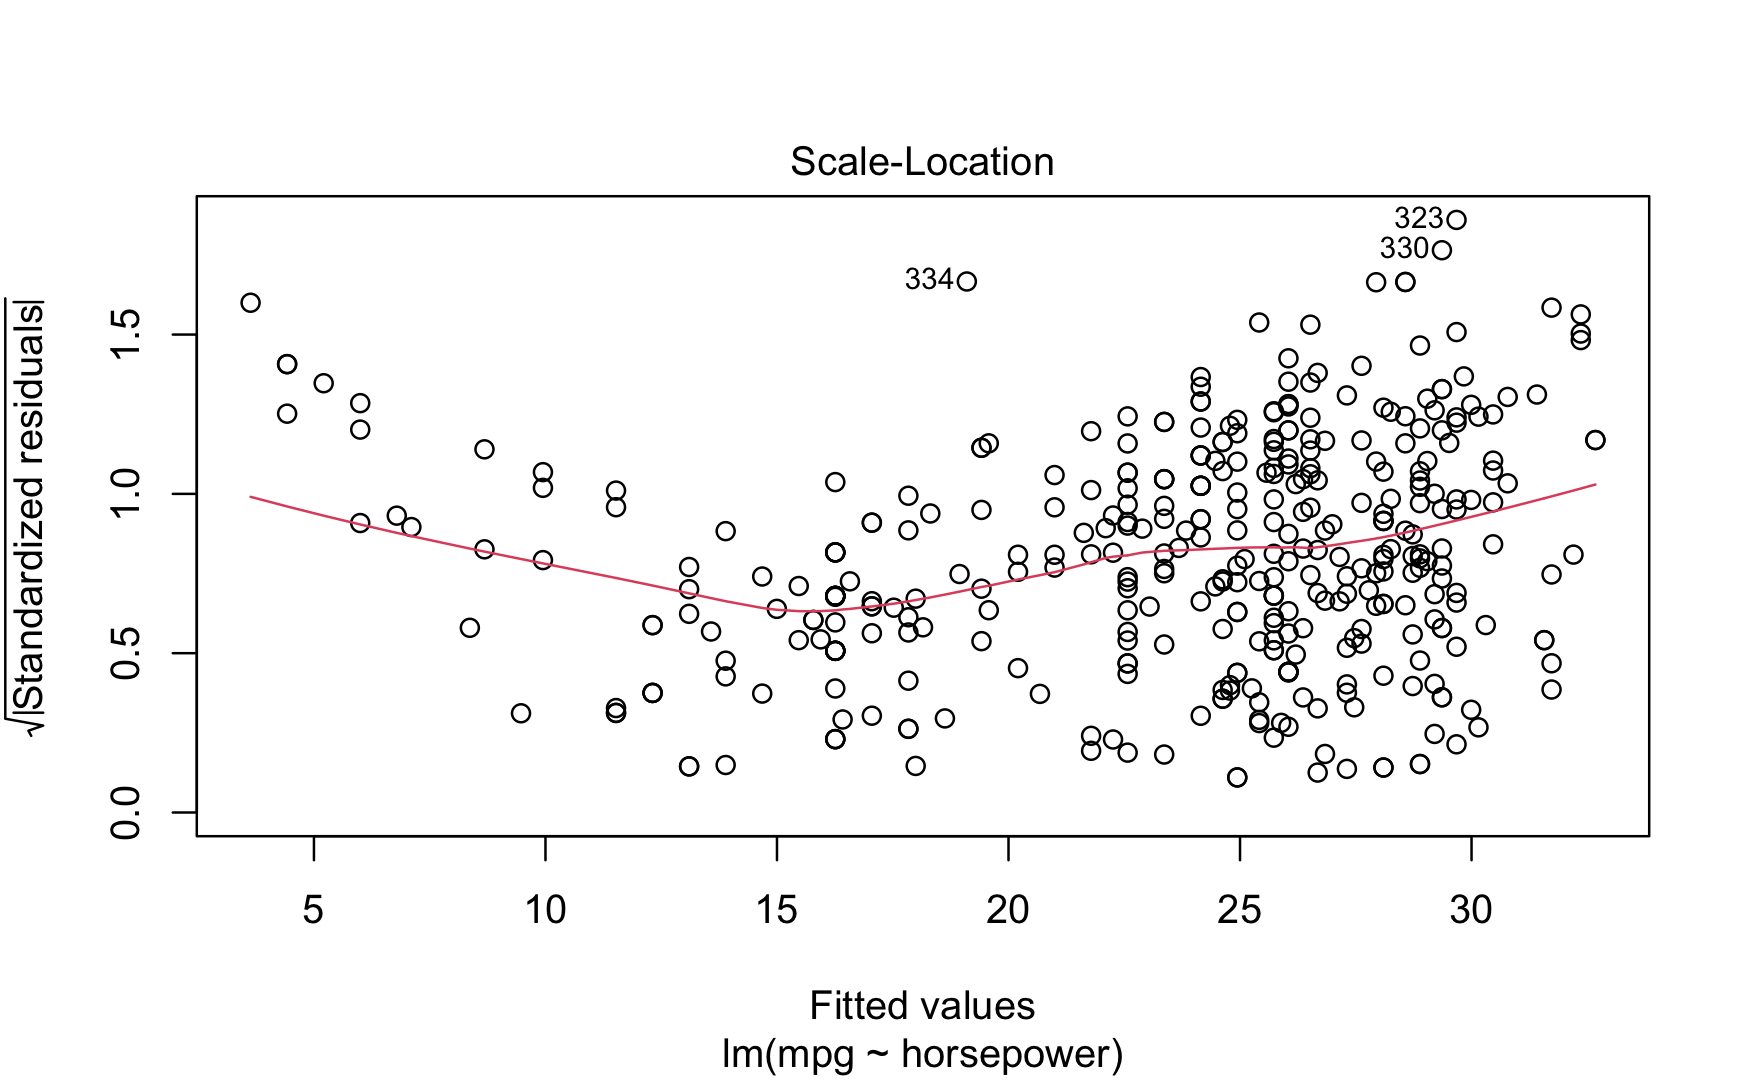 Scale-Location
323
330
334
√|Standardized residuals|
0.0 0.5 1.0 1.5
5 10 15 20 25 30
Fitted values
lm(mpg ~ horsepower)